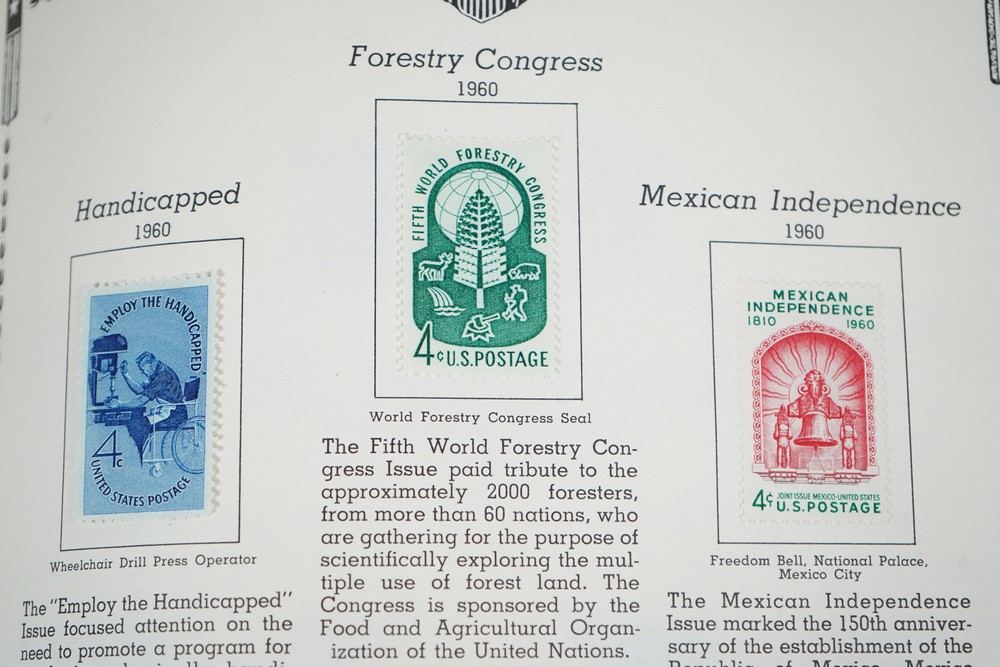 Forestry Congress
1960
FIFTH WORLD FORESTRY CONGRESS
4¢ U.S. POSTAGE
World Forestry Congress Seal
The Fifth World Forestry Con-
gress Issue paid tribute to the
approximately 2000 foresters,
from more than 60 nations, who
are gathering for the purpose of
scientifically exploring the mul-
tiple use of forest land. The
Congress is sponsored by the
Food and Agricultural Organ-
ization of the United Nations.
Handicapped
1960
EMPLOY THE HANDICAPPED
4c
UNITED STATES POSTAGE
Wheelchair Drill Press Operator
The "Employ the Handicapped"
Issue focused attention on the
need to promote a program for
Mexican Independence
1960
MEXICAN
INDEPENDENCE
1810 1960
4¢ JOINT ISSUE MEXICO-UNITED STATES
U.S. POSTAGE
Freedom Bell, National Palace,
Mexico City
The Mexican Independence
Issue marked the 150th anniver-
sary of the establishment of the
Republic of Mexico. Mexico